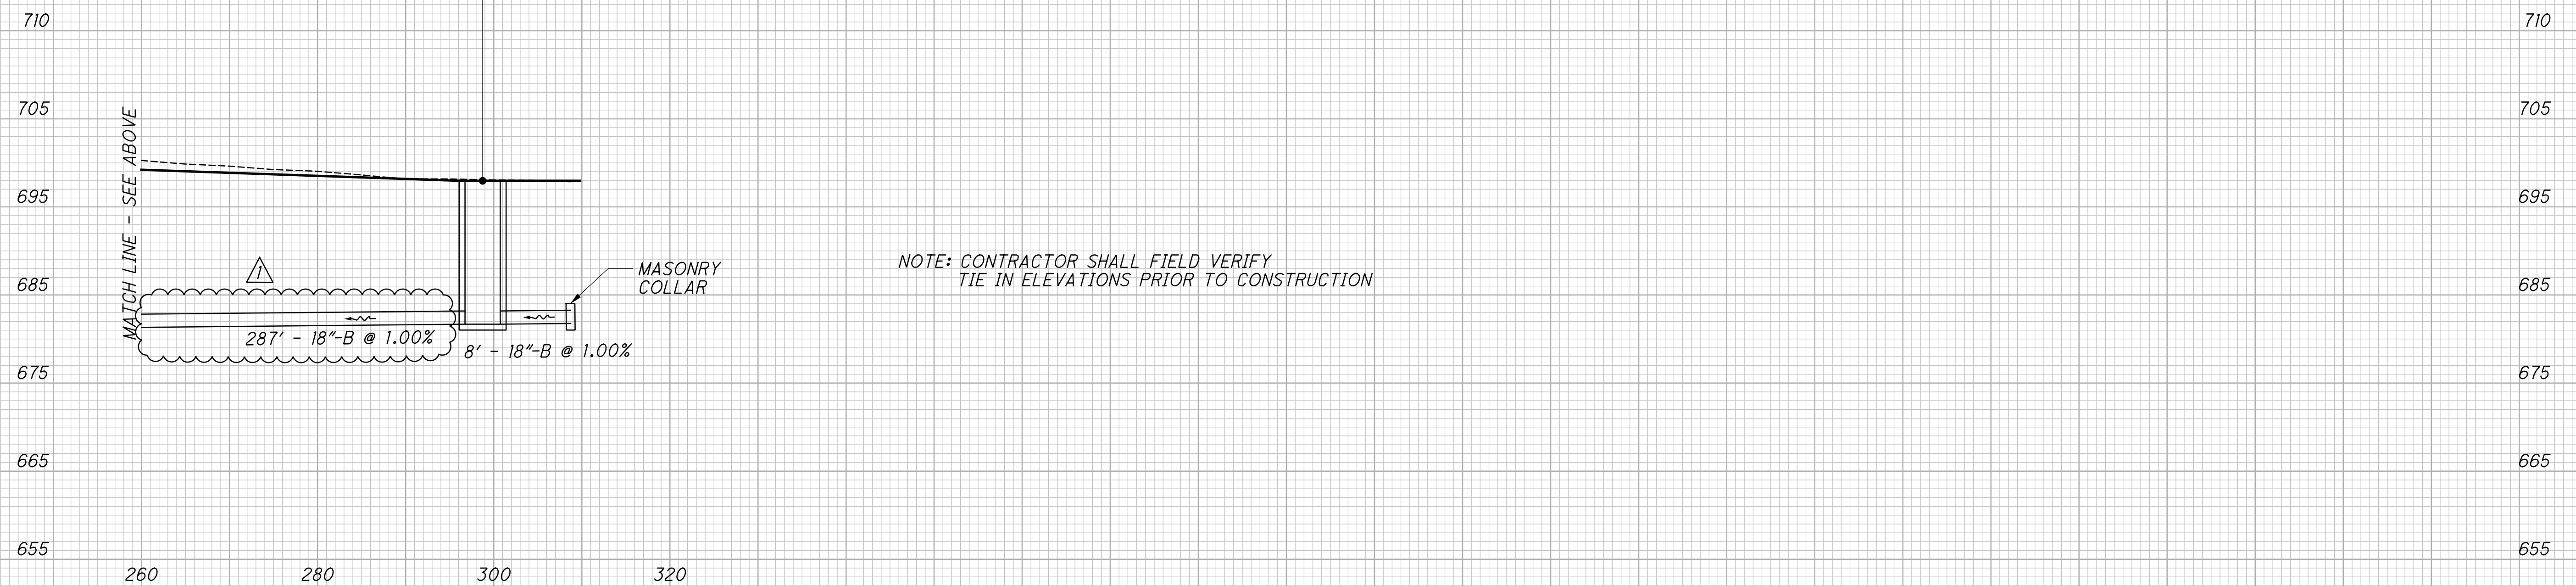 710 710
705 705
MATCH LINE - SEE ABOVE
695 695
NOTE: CONTRACTOR SHALL FIELD VERIFY
TIE IN ELEVATIONS PRIOR TO CONSTRUCTION
1
MASONRY
COLLAR
685 685
287' - 18"-B @ 1.00%
8' - 18"-B @ 1.00%
675 675
665 665
655 655
260 280 300 320